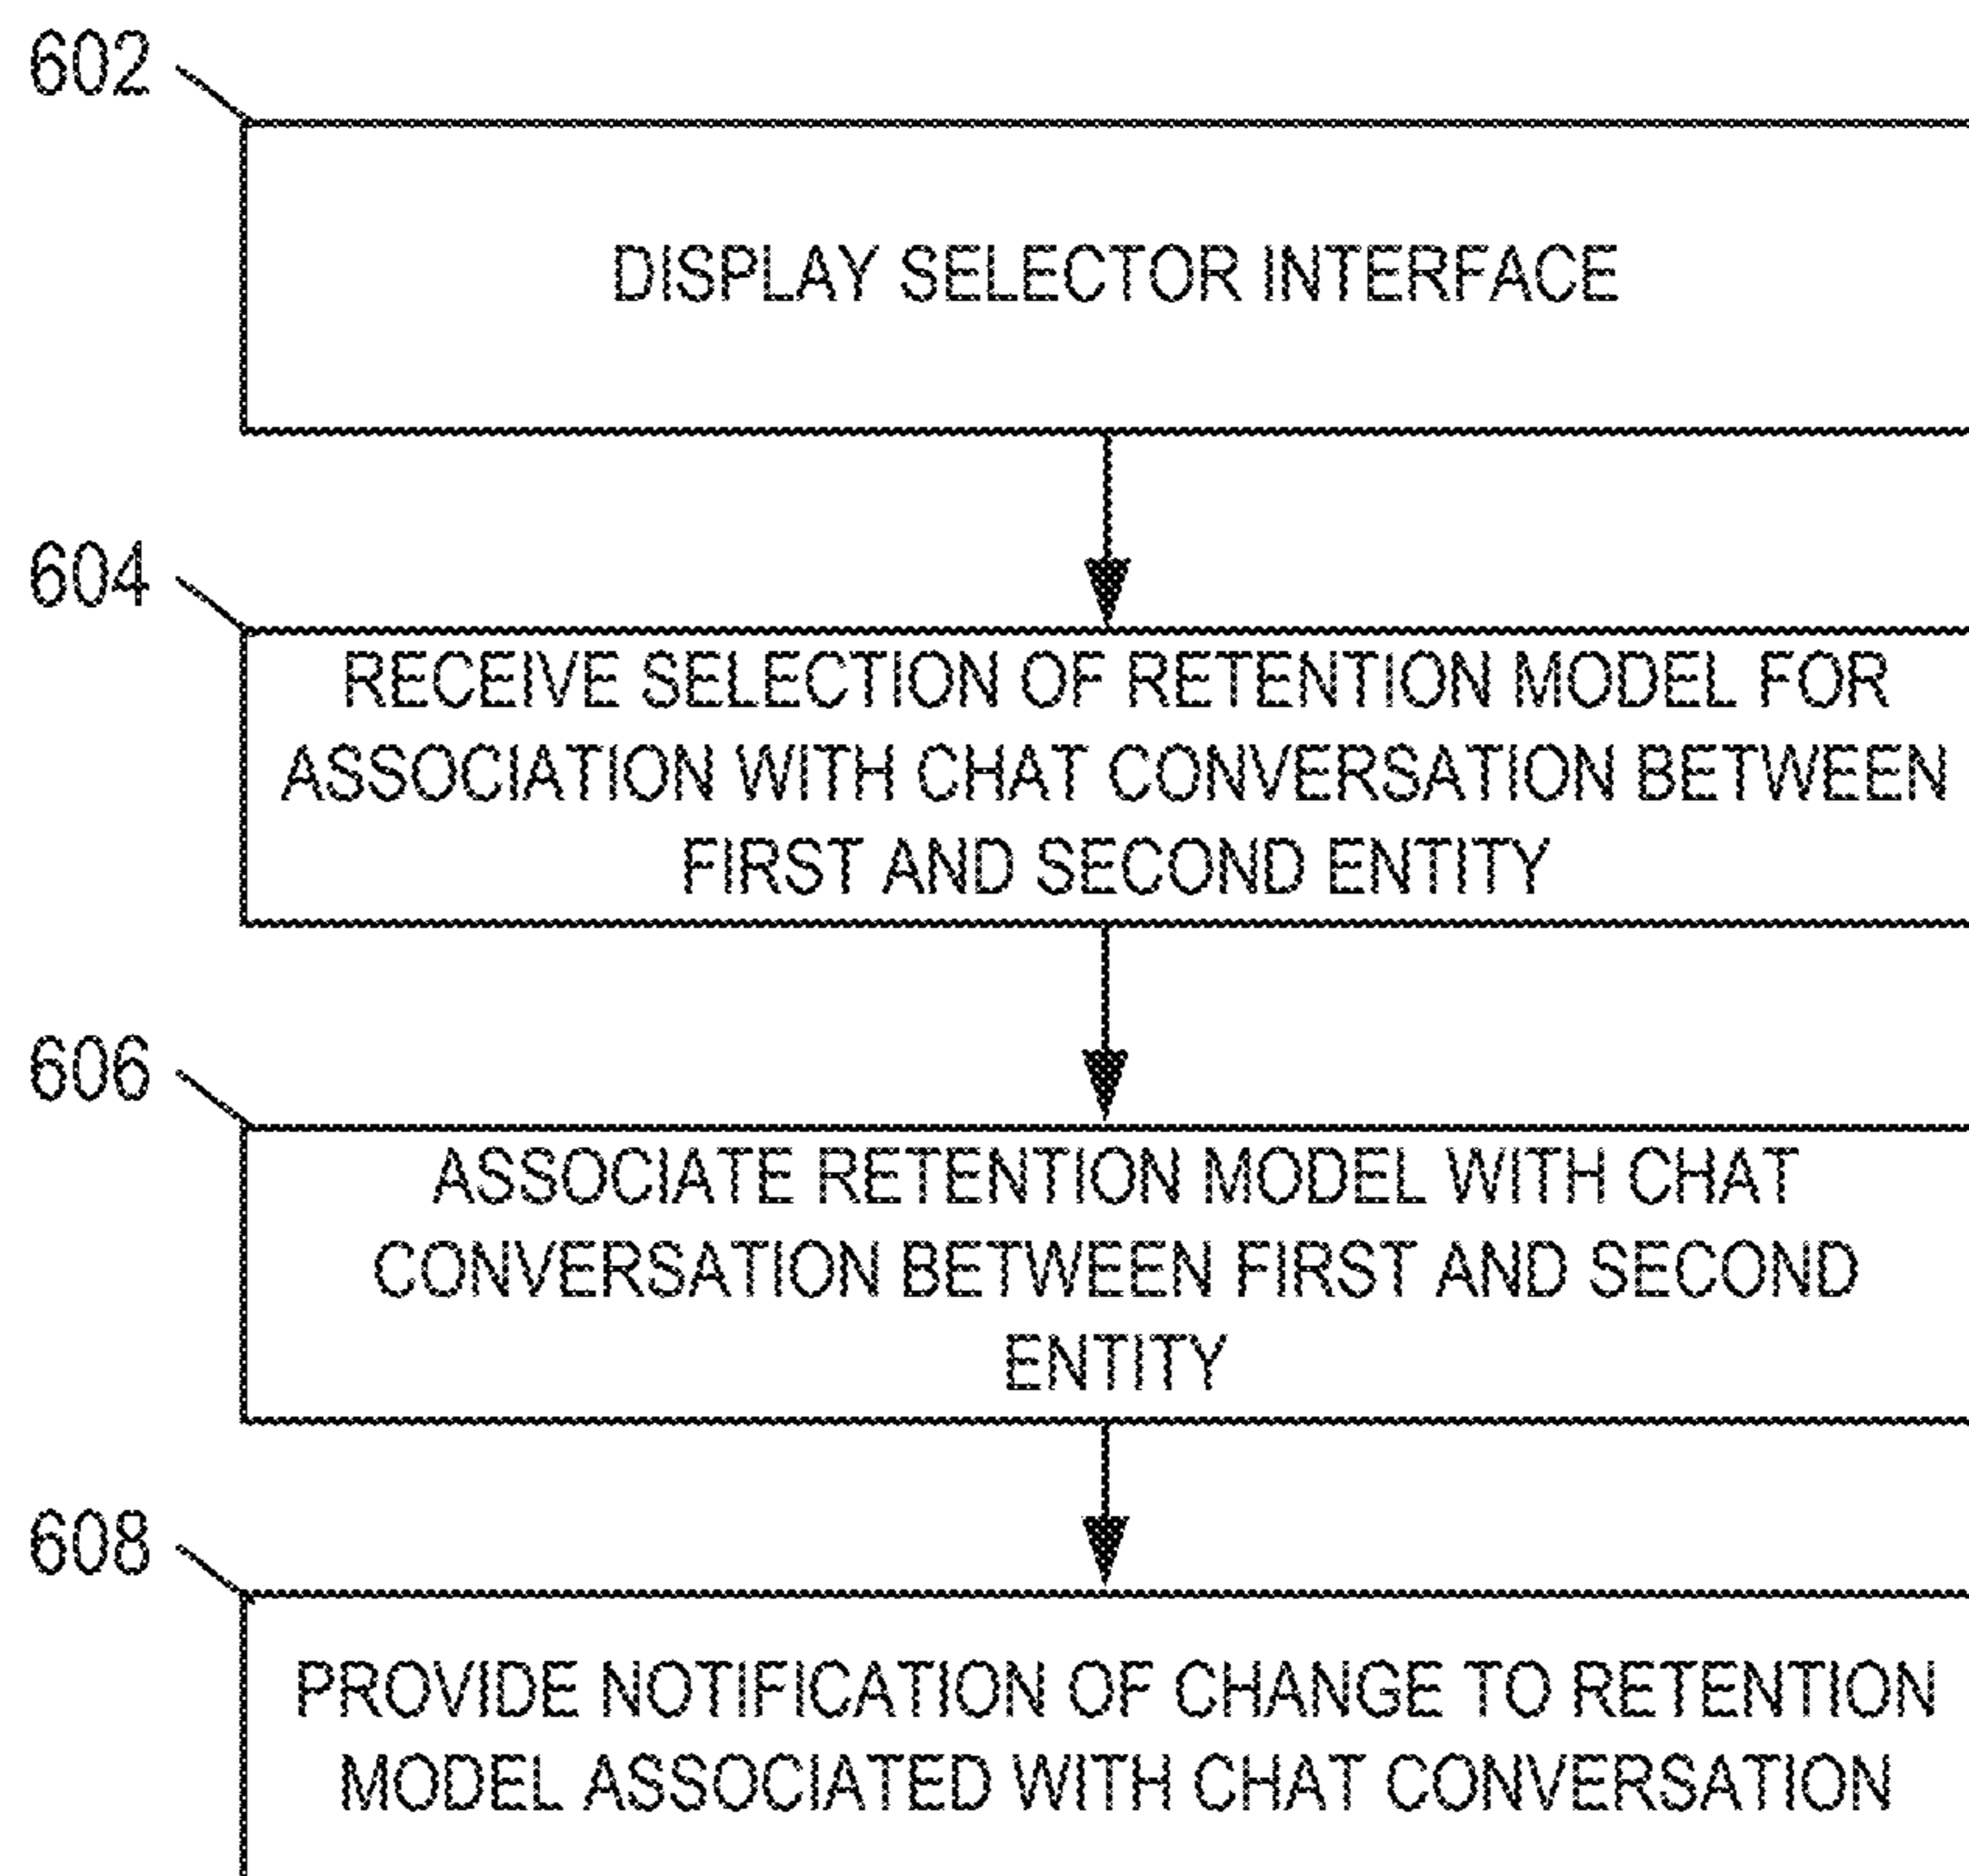 602
DISPLAY SELECTOR INTERFACE
604
RECEIVE SELECTION OF RETENTION MODEL FOR
ASSOCIATION WITH CHAT CONVERSATION BETWEEN
FIRST AND SECOND ENTITY
606
ASSOCIATE RETENTION MODEL WITH CHAT
CONVERSATION BETWEEN FIRST AND SECOND
ENTITY
608
PROVIDE NOTIFICATION OF CHANGE TO RETENTION
MODEL ASSOCIATED WITH CHAT CONVERSATION